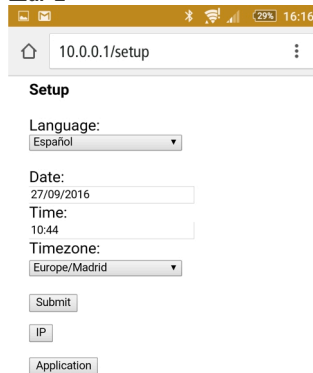 29% 16:16
10.0.0.1/setup
Setup
Language:
Español
Date:
27/09/2016
Time:
10:44
Timezone:
Europe/Madrid
Submit
IP
Application